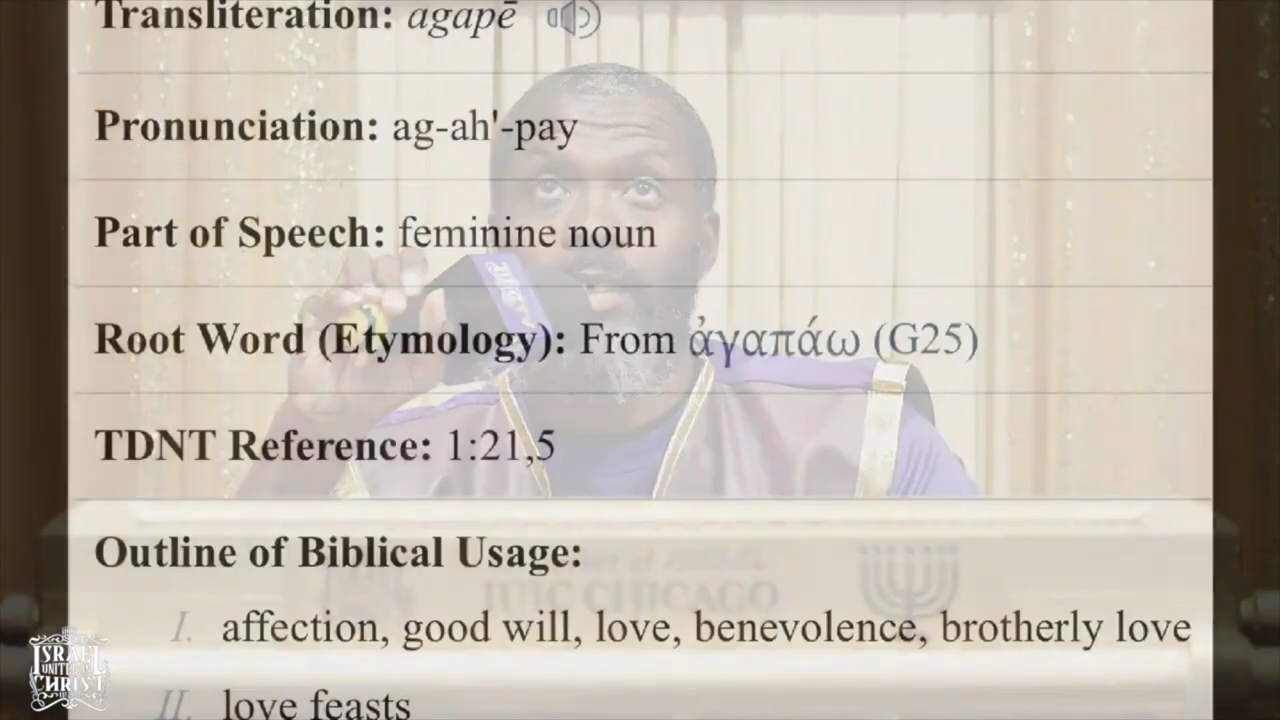 Transliteration: agapē
Pronunciation: ag-ah'-pay
Part of Speech: feminine noun
Root Word (Etymology): From ἀγαπάω (G25)
TDNT Reference: 1:21,5
Outline of Biblical Usage:
IUIC CHICAGO
I. affection, good will, love, benevolence, brotherly love
II. love feasts
ISRAEL
UNITED IN
CHRIST